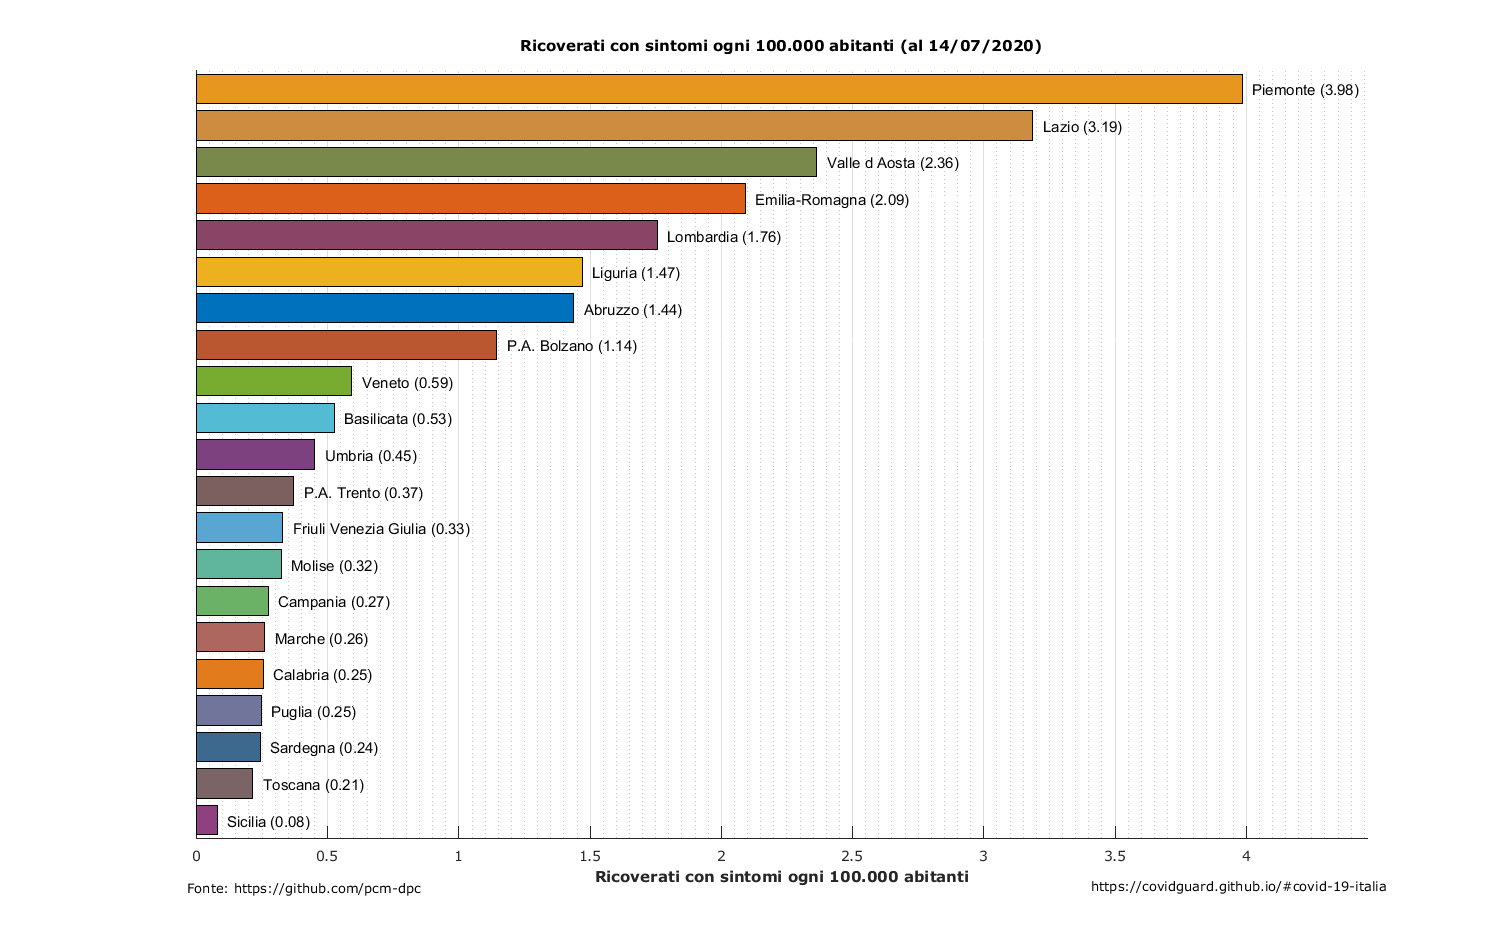 Ricoverati con sintomi ogni 100.000 abitanti (al 14/07/2020)
Piemonte (3.98)
Lazio (3.19)
Valle d Aosta (2.36)
Emilia-Romagna (2.09)
Lombardia (1.76)
Liguria (1.47)
Abruzzo (1.44)
P.A. Bolzano (1.14)
Veneto (0.59)
Basilicata (0.53)
Umbria (0.45)
P.A. Trento (0.37)
Friuli Venezia Giulia (0.33)
Molise (0.32)
Campania (0.27)
Marche (0.26)
Calabria (0.25)
Puglia (0.25)
Sardegna (0.24)
Toscana (0.21)
Sicilia (0.08)
0 0.5 1 1.5 2 2.5 3 3.5 4
Ricoverati con sintomi ogni 100.000 abitanti
Fonte: https://github.com/pcm-dpc
https://covidguard.github.io/#covid-19-italia